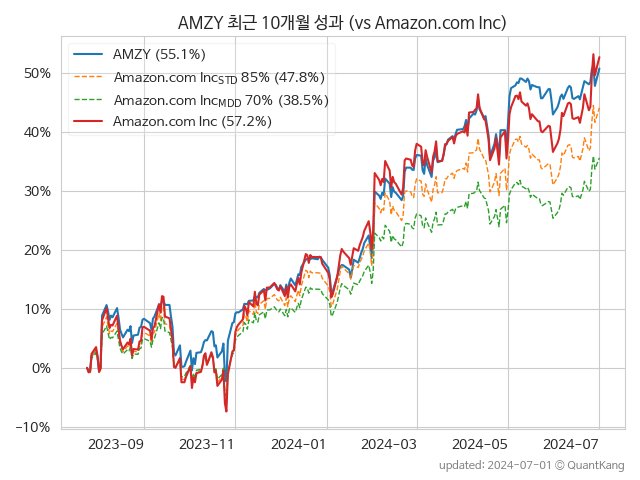 AMZY 최근 10개월 성과 (vs Amazon.com Inc)
AMZY (55.1%)
Amazon.com Inc_STD 85% (47.8%)
Amazon.com Inc_MDD 70% (38.5%)
Amazon.com Inc (57.2%)
50%
40%
30%
20%
10%
0%
−10%
2023-09 2023-11 2024-01 2024-03 2024-05 2024-07
updated: 2024-07-01 © QuantKang